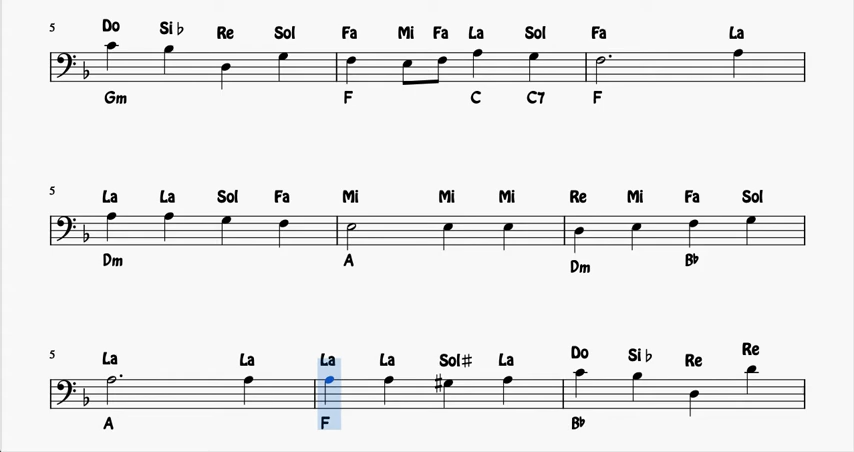 5
Do Si♭ Re Sol Fa Mi Fa La Sol Fa La
Gm F C C7 F
5
La La Sol Fa Mi Mi Mi Re Mi Fa Sol
Dm A Dm B♭
5
La La La La Sol♯ La Do Si♭ Re Re
A F B♭